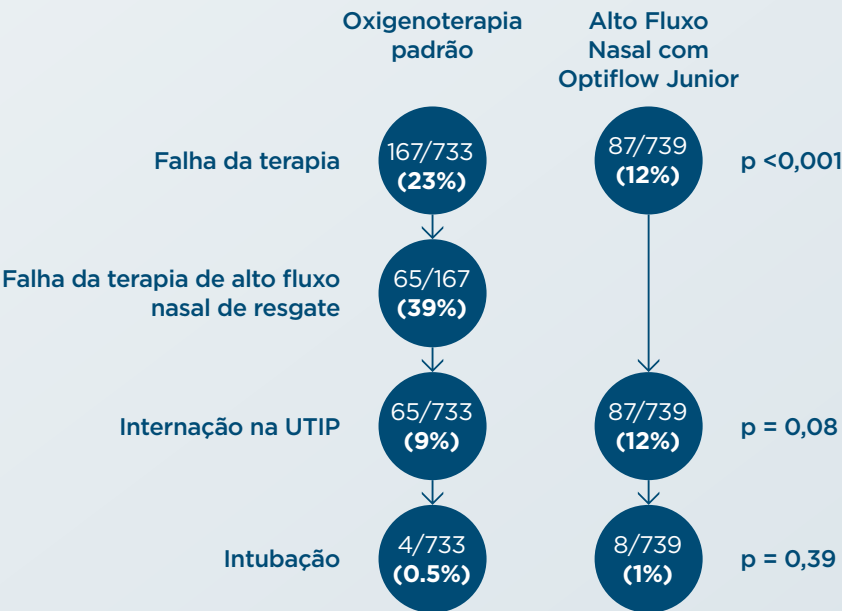 Oxigenoterapia
padrão
Alto Fluxo
Nasal com
Optiflow Junior
Falha da terapia
167/733
(23%)
87/739
(12%)
p <0,001
Falha da terapia de alto fluxo
nasal de resgate
65/167
(39%)
Internação na UTIP
65/733
(9%)
87/739
(12%)
p = 0,08
Intubação
4/733
(0.5%)
8/739
(1%)
p = 0,39